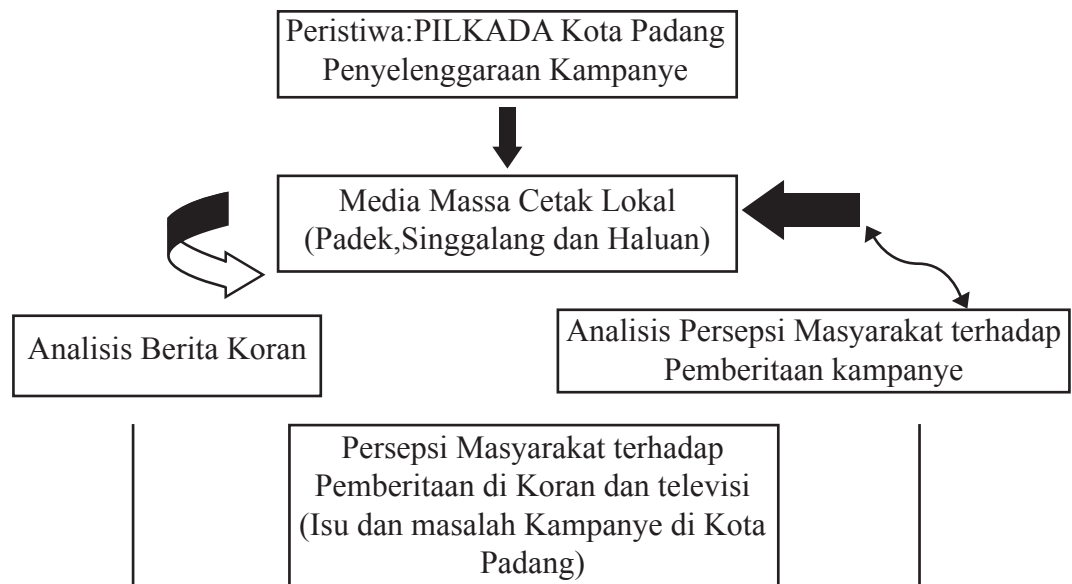 Peristiwa:PILKADA Kota Padang
Penyelenggaraan Kampanye
Media Massa Cetak Lokal
(Padek,Singgalang dan Haluan)
Analisis Berita Koran
Analisis Persepsi Masyarakat terhadap
Pemberitaan kampanye
Persepsi Masyarakat terhadap
Pemberitaan di Koran dan televisi
(Isu dan masalah Kampanye di Kota
Padang)